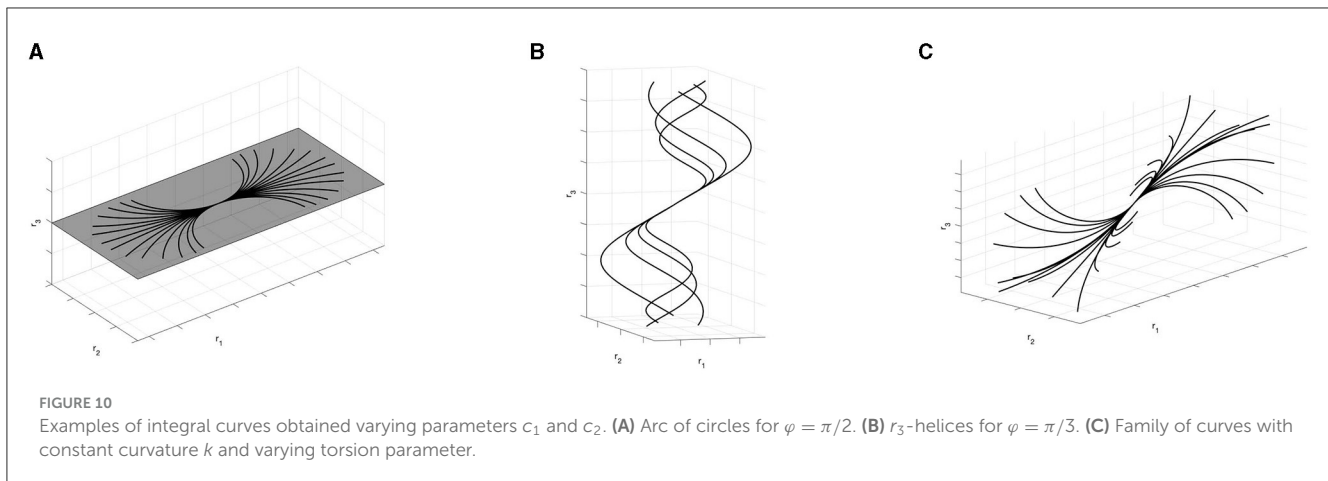 A
B
C
r₃
r₂
r₁
r₃
r₂
r₁
r₃
r₂
r₁
FIGURE 10
Examples of integral curves obtained varying parameters c₁ and c₂. (A) Arc of circles for φ = π/2. (B) r₃-helices for φ = π/3. (C) Family of curves with
constant curvature k and varying torsion parameter.